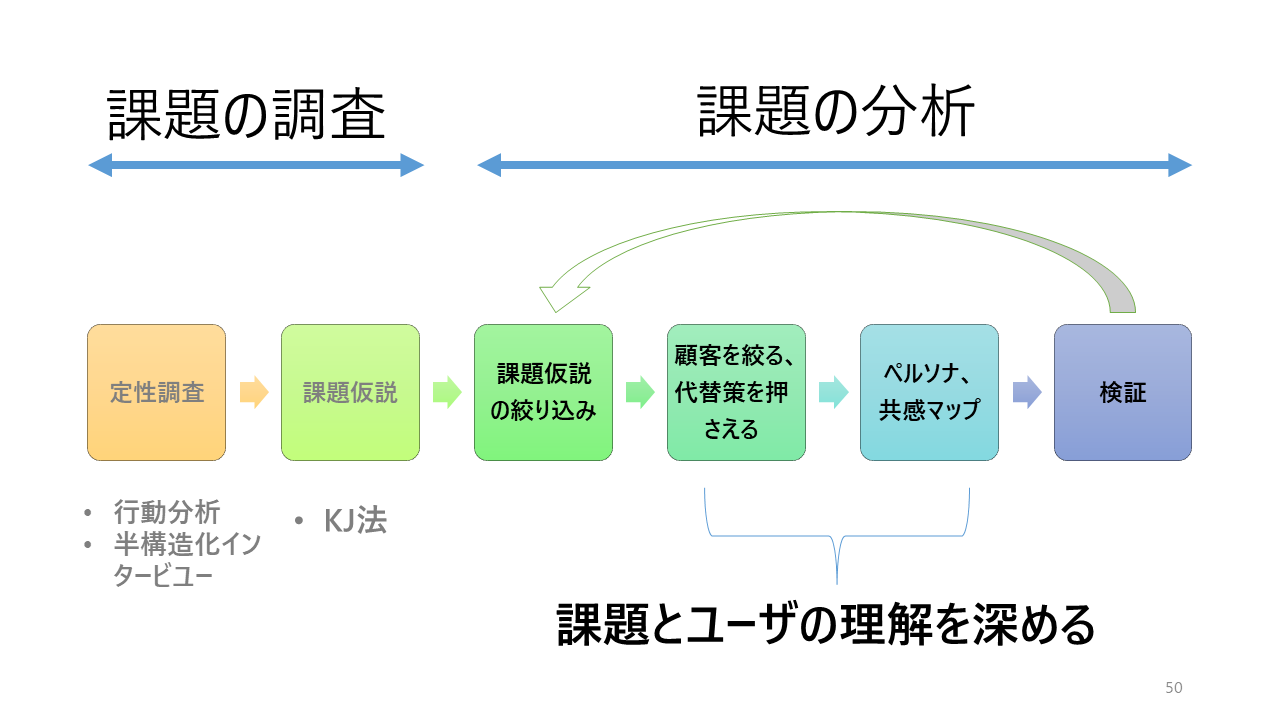 課題の調査
課題の分析
定性調査
課題仮説
課題仮説
の絞り込み
顧客を絞る、
代替策を押
さえる
ペルソナ、
共感マップ
検証
• 行動分析
• 半構造化イン
タービュー
• KJ法
課題とユーザの理解を深める
50